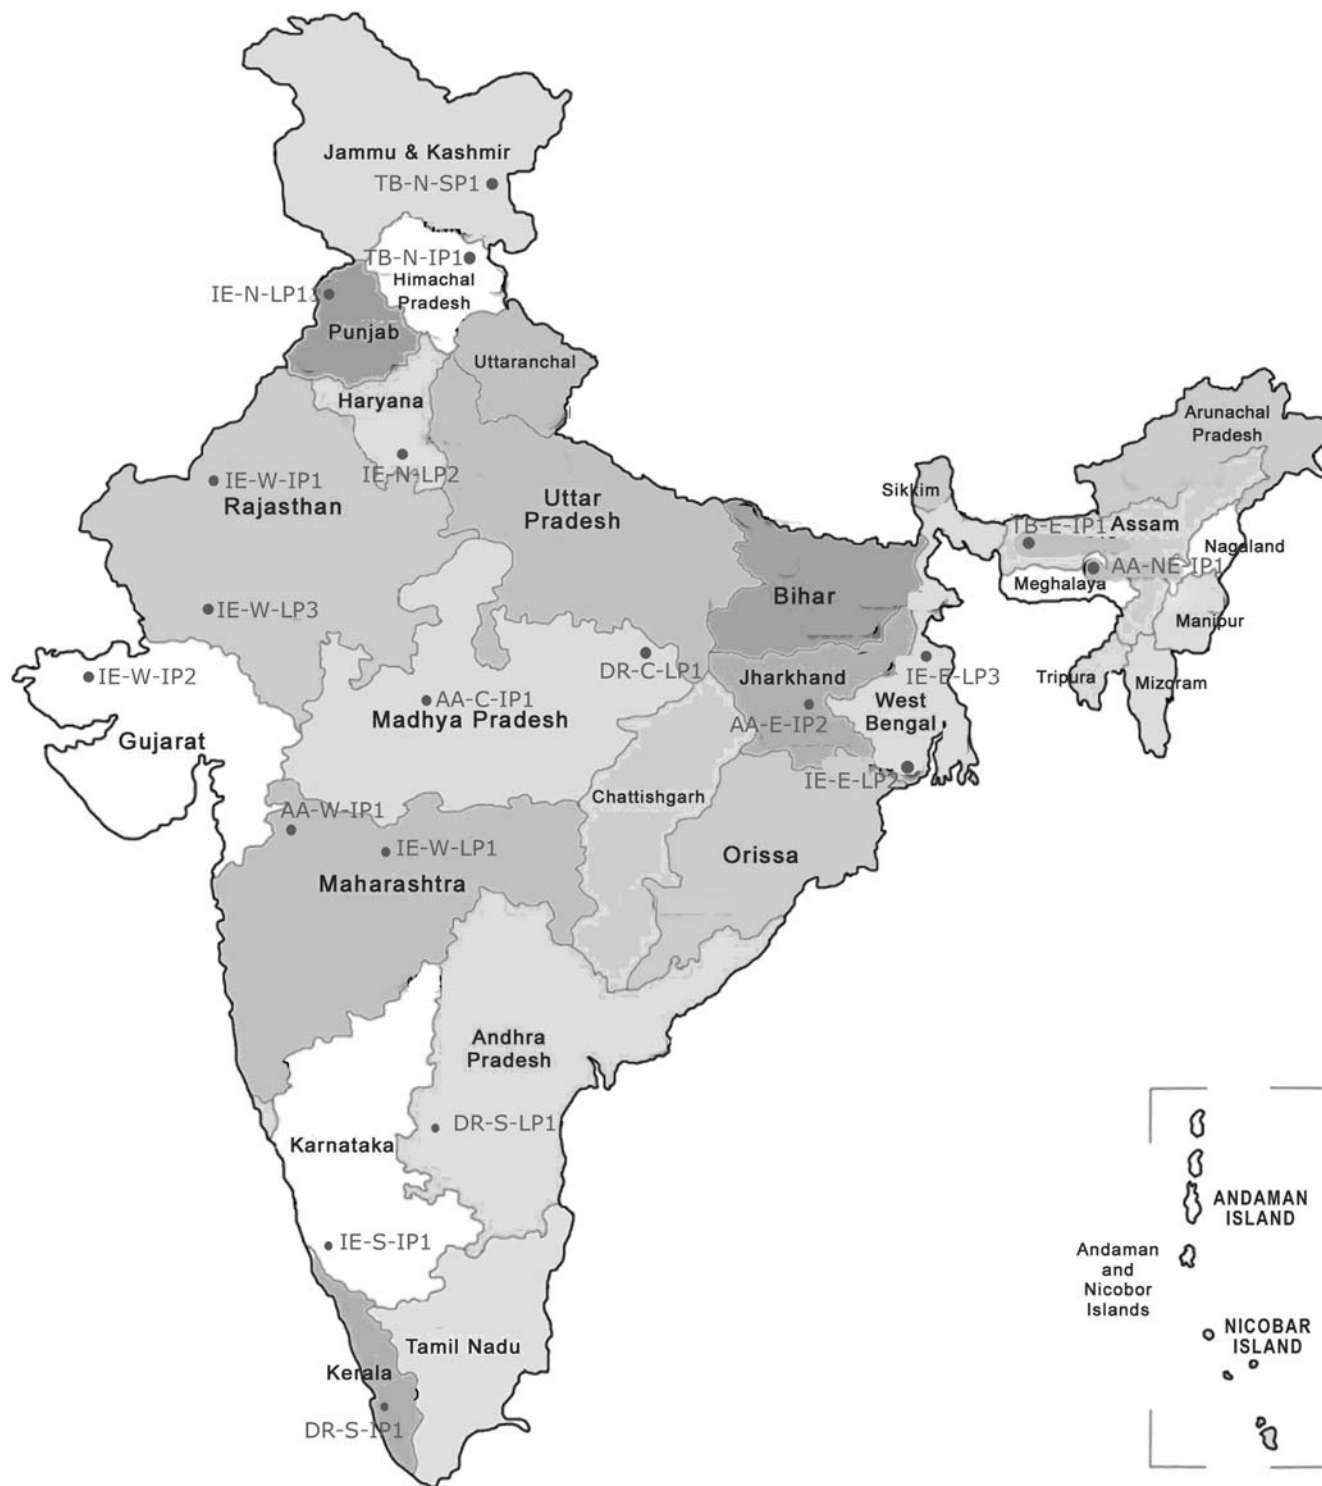 Jammu & Kashmir
TB-N-SP1
TB-N-IP1
Himachal
Pradesh
IE-N-LP1
Punjab
Uttaranchal
Haryana
IE-N-LP2
Arunachal
Pradesh
IE-W-IP1
Rajasthan
Uttar
Pradesh
Sikkim
TB-E-IP1
Assam
Nagaland
AA-NE-IP1
Meghalaya
Bihar
Manipur
IE-W-LP3
IE-W-IP2
DR-C-LP1
Jharkhand
IE-E-LP3
Tripura
Mizoram
AA-C-IP1
Madhya Pradesh
West
Bengal
AA-E-IP2
Gujarat
IE-E-LP2
Chattishgarh
AA-W-IP1
IE-W-LP1
Maharashtra
Orissa
Andhra
Pradesh
DR-S-LP1
Karnataka
IE-S-IP1
ANDAMAN
ISLAND
Andaman
and
Nicobor
Islands
NICOBAR
ISLAND
Tamil Nadu
Kerala
DR-S-IP1